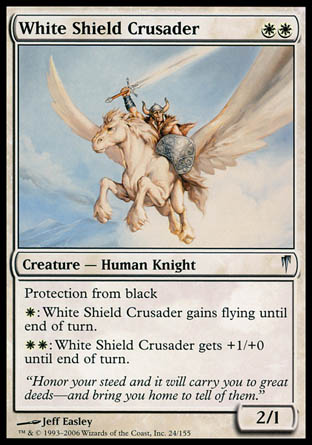 White Shield Crusader
Creature — Human Knight
Protection from black
: White Shield Crusader gains flying until
end of turn.
: White Shield Crusader gets +1/+0
until end of turn.
“Honor your steed and it will carry you to great
deeds—and bring you home to tell of them.”
Jeff Easley
™ & © 1993–2006 Wizards of the Coast, Inc. 24/155
2/1